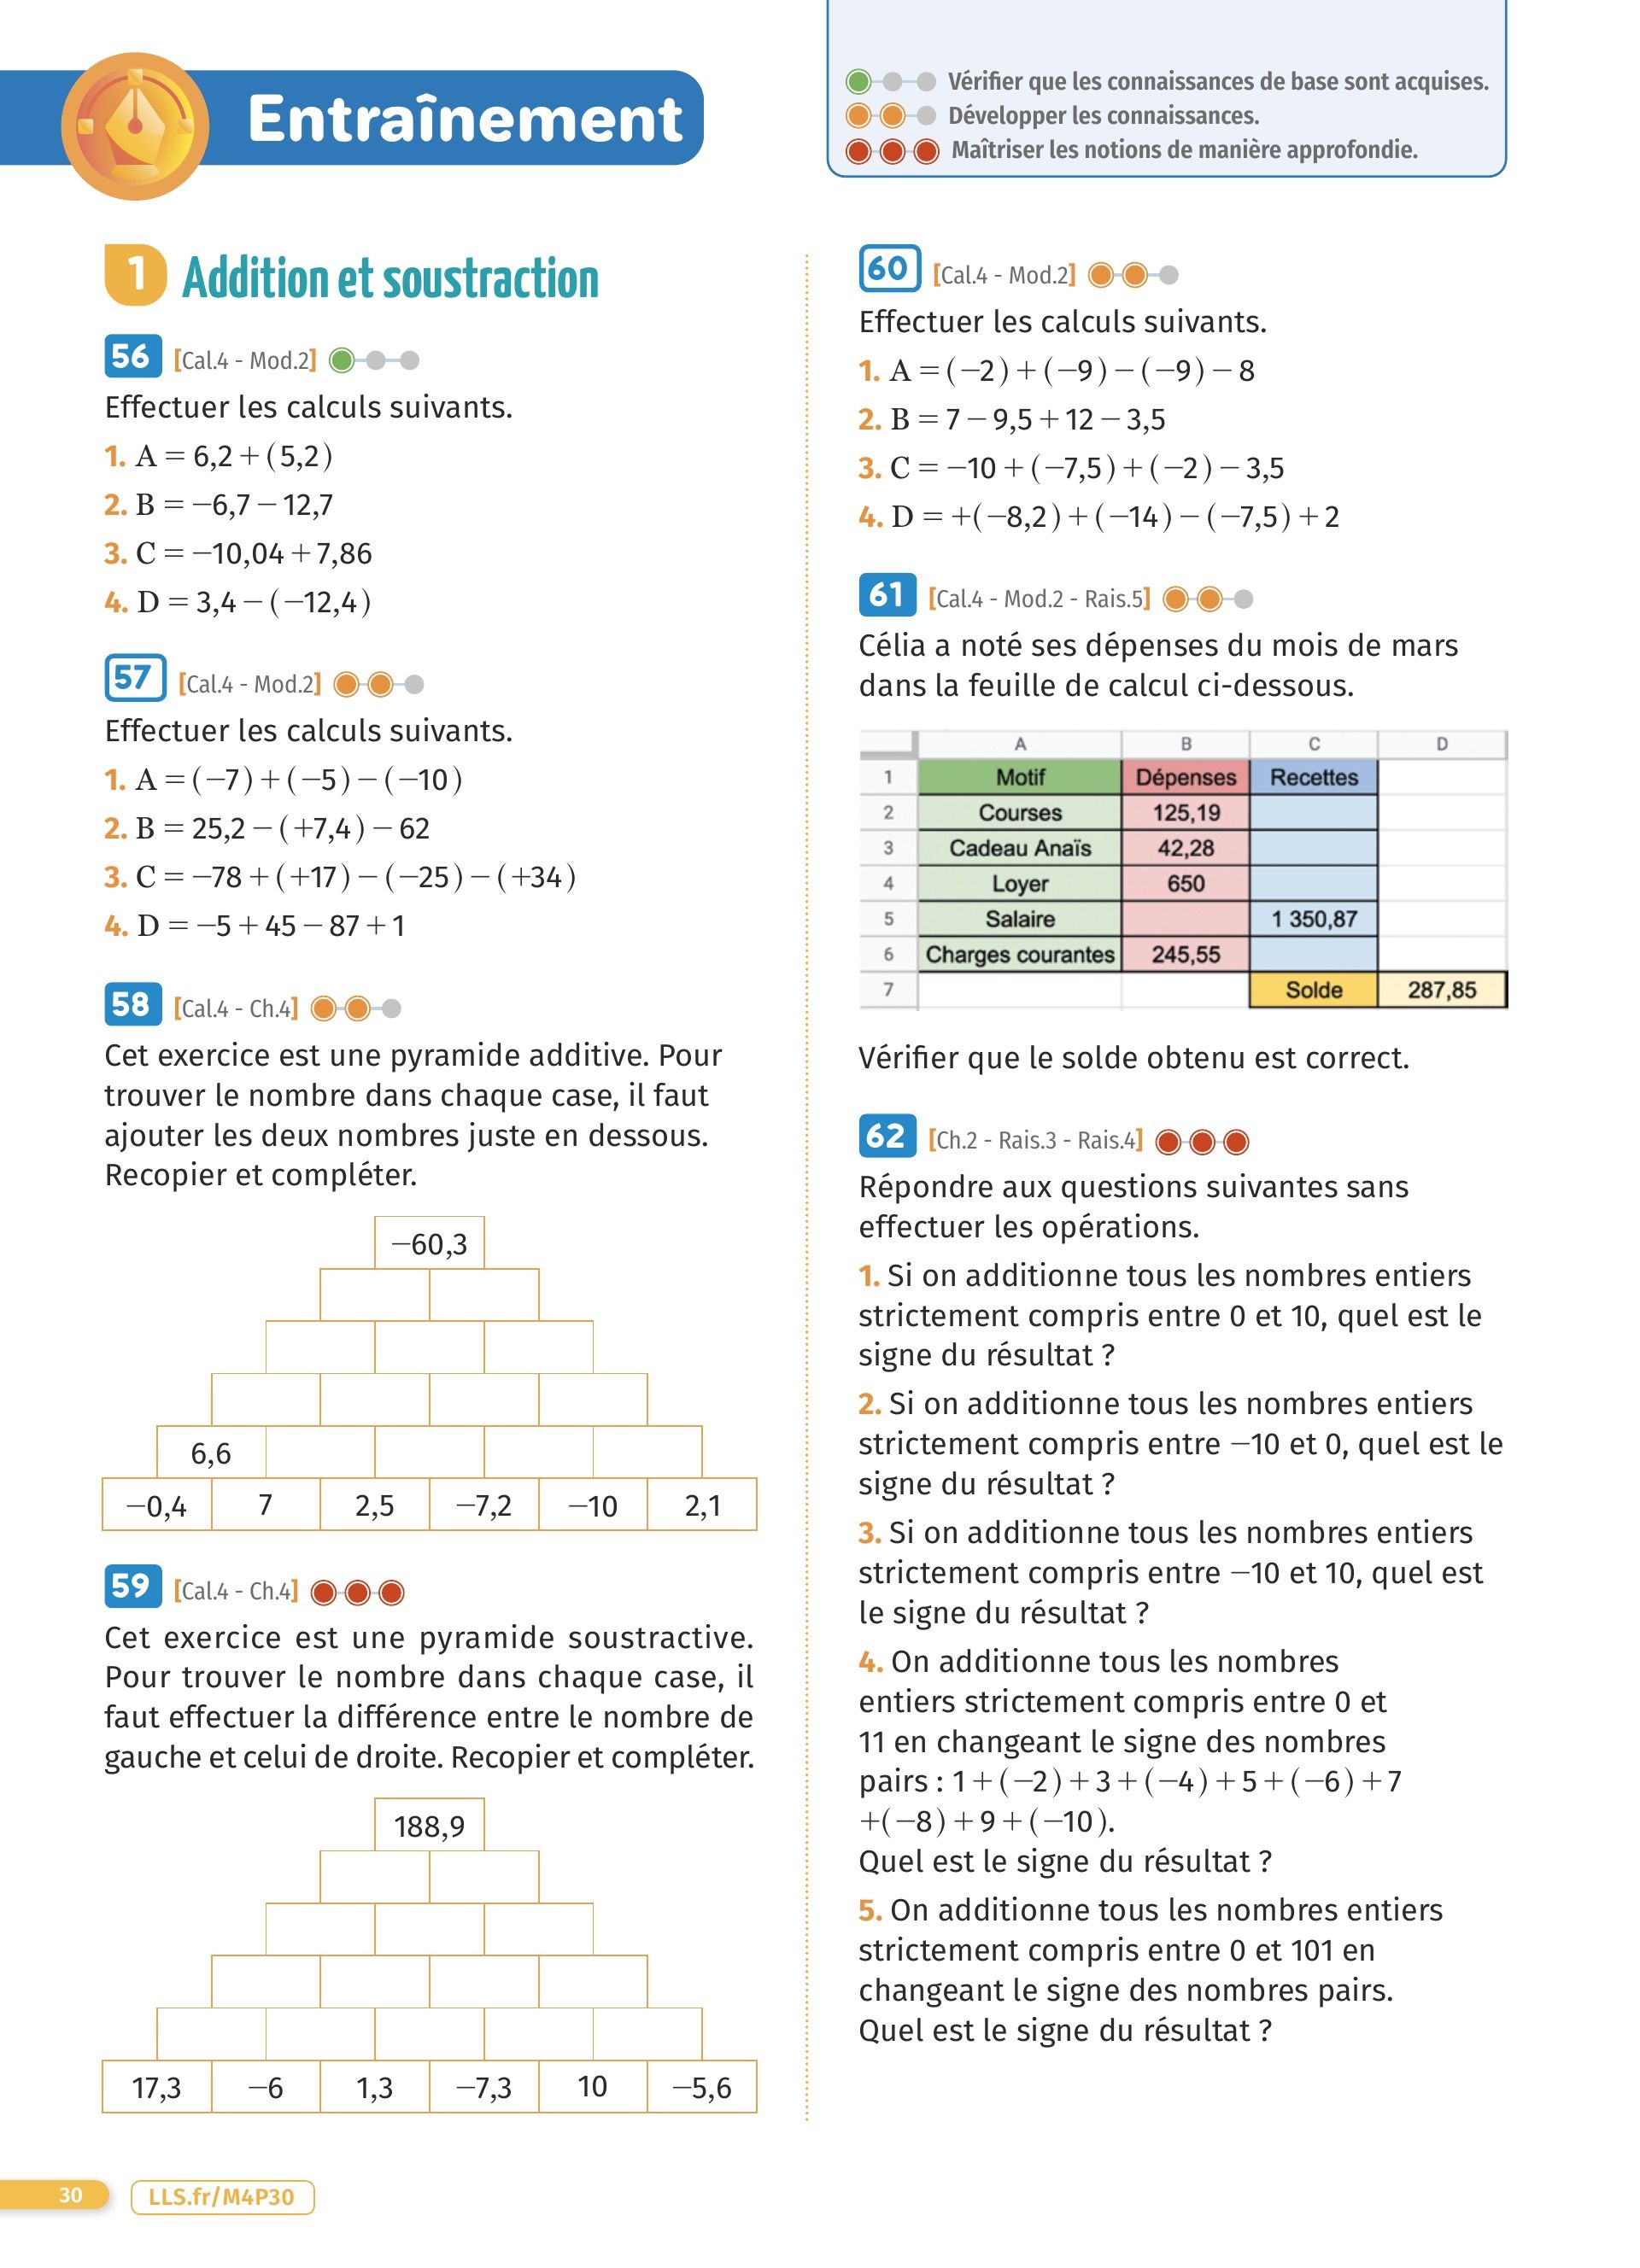 Entraînement
Vérifier que les connaissances de base sont acquises.
Développer les connaissances.
Maîtriser les notions de manière approfondie.
1 Addition et soustraction
56 [Cal.4 - Mod.2]
Effectuer les calculs suivants.
1. A = 6,2 + (5,2)
2. B = −6,7 − 12,7
3. C = −10,04 + 7,86
4. D = 3,4 − (−12,4)
57 [Cal.4 - Mod.2]
Effectuer les calculs suivants.
1. A = (−7) + (−5) − (−10)
2. B = 25,2 − (+7,4) − 62
3. C = −78 + (+17) − (−25) − (+34)
4. D = −5 + 45 − 87 + 1
58 [Cal.4 - Ch.4]
Cet exercice est une pyramide additive. Pour
trouver le nombre dans chaque case, il faut
ajouter les deux nombres juste en dessous.
Recopier et compléter.
−60,3
6,6
−0,4 7 2,5 −7,2 −10 2,1
59 [Cal.4 - Ch.4]
Cet exercice est une pyramide soustractive.
Pour trouver le nombre dans chaque case, il
faut effectuer la différence entre le nombre de
gauche et celui de droite. Recopier et compléter.
188,9
17,3 −6 1,3 −7,3 10 −5,6
60 [Cal.4 - Mod.2]
Effectuer les calculs suivants.
1. A = (−2) + (−9) − (−9) − 8
2. B = 7 − 9,5 + 12 − 3,5
3. C = −10 + (−7,5) + (−2) − 3,5
4. D = +(−8,2) + (−14) − (−7,5) + 2
61 [Cal.4 - Mod.2 - Rais.5]
Célia a noté ses dépenses du mois de mars
dans la feuille de calcul ci-dessous.
A B C D
1 Motif Dépenses Recettes
2 Courses 125,19
3 Cadeau Anaïs 42,28
4 Loyer 650
5 Salaire 1 350,87
6 Charges courantes 245,55
7 Solde 287,85
Vérifier que le solde obtenu est correct.
62 [Ch.2 - Rais.3 - Rais.4]
Répondre aux questions suivantes sans
effectuer les opérations.
1. Si on additionne tous les nombres entiers
strictement compris entre 0 et 10, quel est le
signe du résultat ?
2. Si on additionne tous les nombres entiers
strictement compris entre −10 et 0, quel est le
signe du résultat ?
3. Si on additionne tous les nombres entiers
strictement compris entre −10 et 10, quel est
le signe du résultat ?
4. On additionne tous les nombres
entiers strictement compris entre 0 et
11 en changeant le signe des nombres
pairs : 1 + (−2) + 3 + (−4) + 5 + (−6) + 7
+(−8) + 9 + (−10).
Quel est le signe du résultat ?
5. On additionne tous les nombres entiers
strictement compris entre 0 et 101 en
changeant le signe des nombres pairs.
Quel est le signe du résultat ?
30 LLS.fr/M4P30